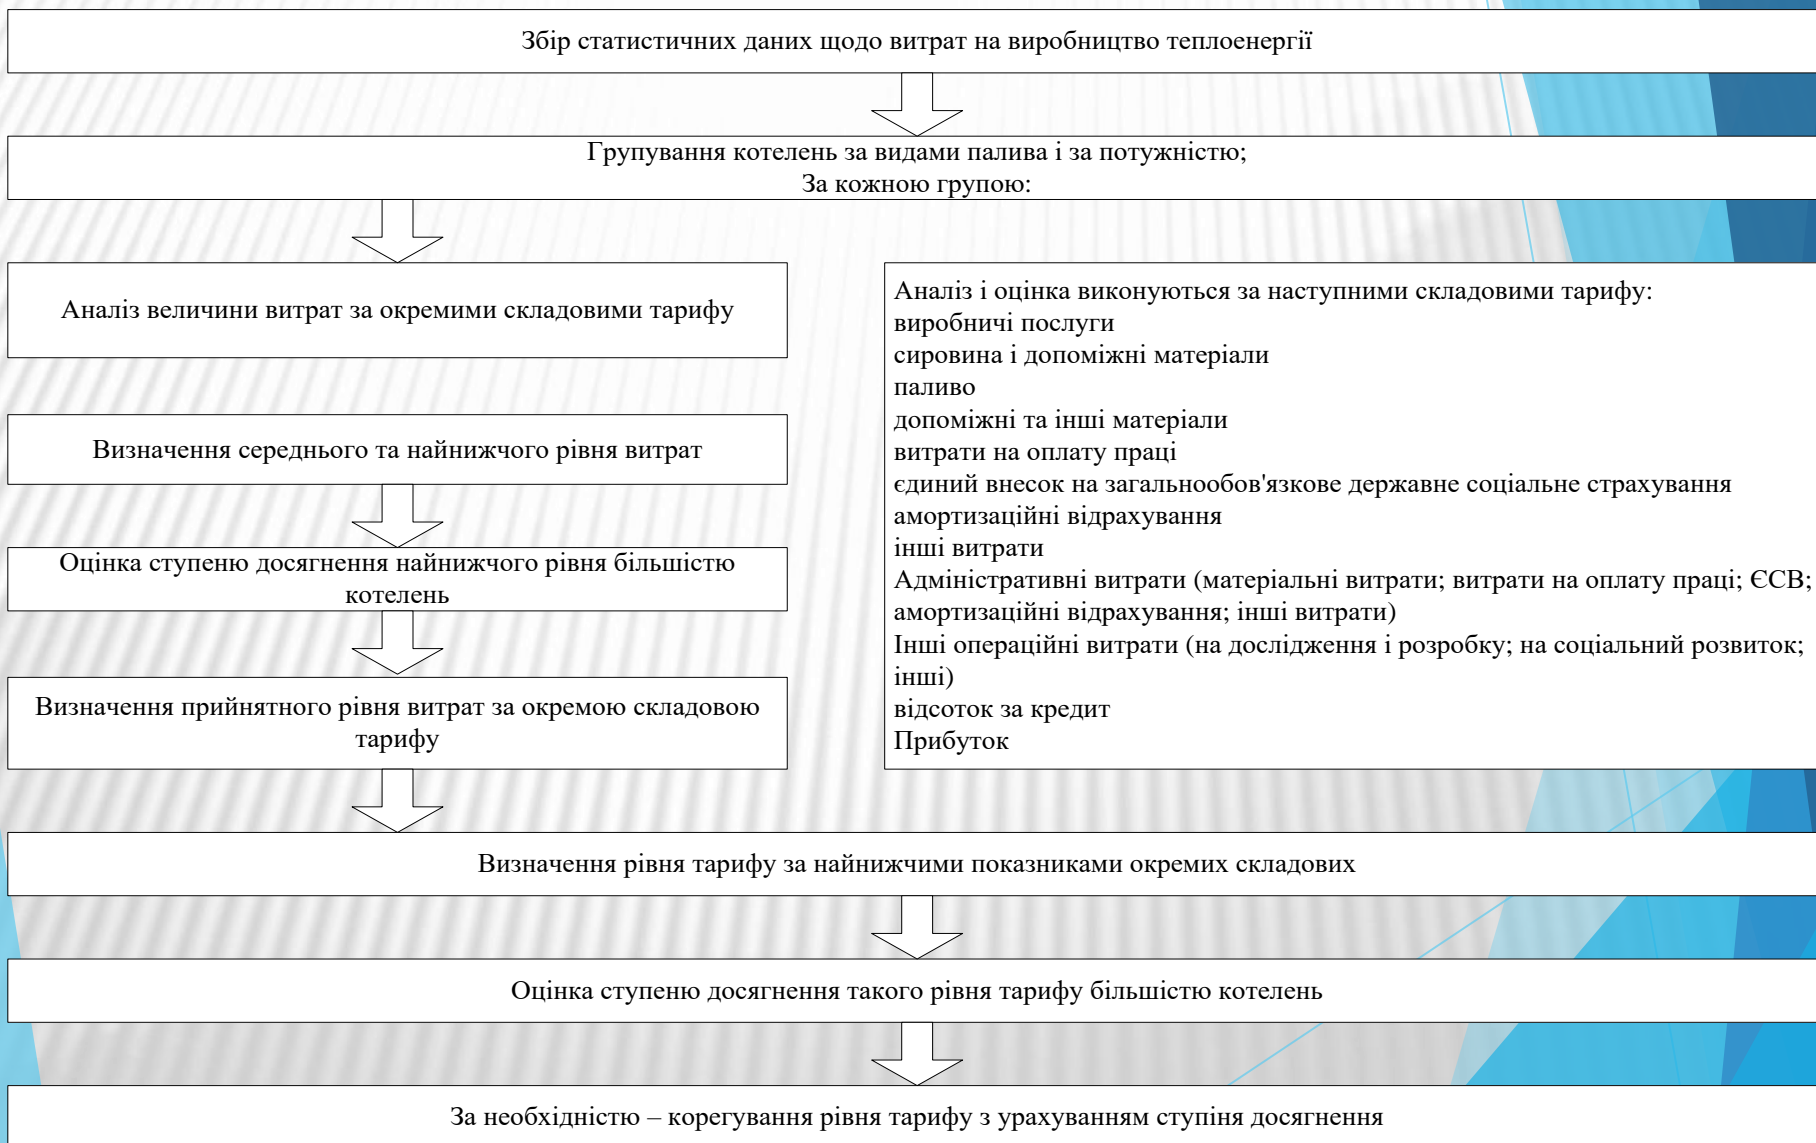 Збір статистичних даних щодо витрат на виробництво теплоенергії
Групування котелень за видами палива і за потужністю;
За кожною групою:
Аналіз величини витрат за окремими складовими тарифу
Визначення середнього та найнижчого рівня витрат
Оцінка ступеню досягнення найнижчого рівня більшістю
котелень
Визначення прийнятного рівня витрат за окремою складовою
тарифу
Аналіз і оцінка виконуються за наступними складовими тарифу:
виробничі послуги
сировина і допоміжні матеріали
паливо
допоміжні та інші матеріали
витрати на оплату праці
єдиний внесок на загальнообов'язкове державне соціальне страхування
амортизаційні відрахування
інші витрати
Адміністративні витрати (матеріальні витрати; витрати на оплату праці; ЄСВ;
амортизаційні відрахування; інші витрати)
Інші операційні витрати (на дослідження і розробку; на соціальний розвиток;
інші)
відсоток за кредит
Прибуток
Визначення рівня тарифу за найнижчими показниками окремих складових
Оцінка ступеню досягнення такого рівня тарифу більшістю котелень
За необхідністю – корегування рівня тарифу з урахуванням ступіня досягнення